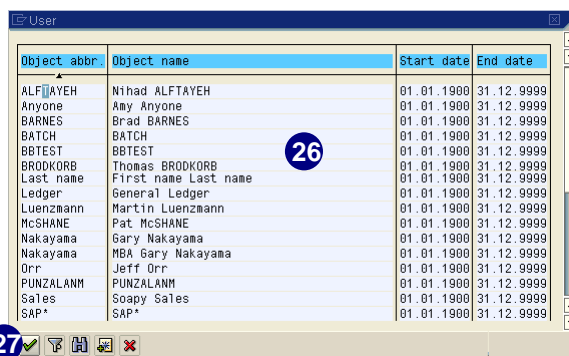 User
Object abbr. Object name Start date End date
ALFTAYEH Nihad ALFTAYEH 01.01.1900 31.12.9999
Anyone Amy Anyone 01.01.1900 31.12.9999
BARNES Brad BARNES 01.01.1900 31.12.9999
BATCH BATCH 01.01.1900 31.12.9999
BBTEST BBTEST 01.01.1900 31.12.9999
26
BRODKORB Thomas BRODKORB 01.01.1900 31.12.9999
Last name First name Last name 01.01.1900 31.12.9999
Ledger General Ledger 01.01.1900 31.12.9999
Luenzmann Martin Luenzmann 01.01.1900 31.12.9999
McSHANE Pat McSHANE 01.01.1900 31.12.9999
Nakayama Gary Nakayama 01.01.1900 31.12.9999
Nakayama MBA Gary Nakayama 01.01.1900 31.12.9999
Orr Jeff Orr 01.01.1900 31.12.9999
PUNZALANM PUNZALANM 01.01.1900 31.12.9999
Sales Soapy Sales 01.01.1900 31.12.9999
SAP* SAP* 01.01.1900 31.12.9999
27